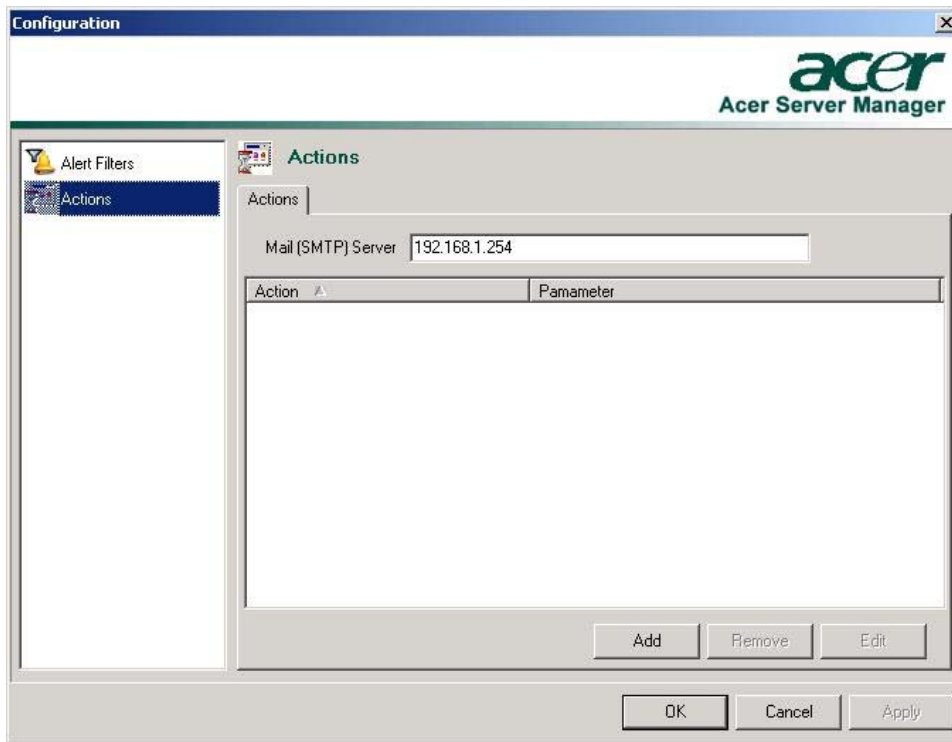 Configuration
acer
Acer Server Manager
Alert Filters
Actions
Actions
Actions
Mail (SMTP) Server 192.168.1.254
Action Pamameter
Add Remove Edit
OK Cancel Apply